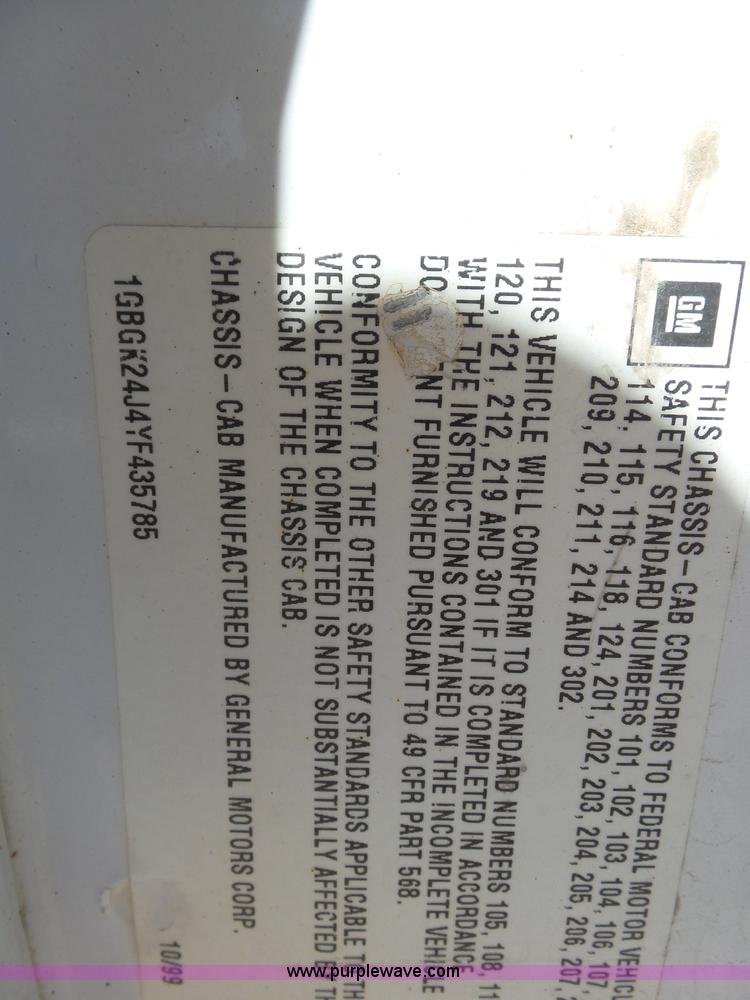 GM
THIS CHASSIS-CAB CONFORMS TO FEDERAL MOTOR VEHIC
SAFETY STANDARD NUMBERS 101, 102, 103, 104, 106, 107,
114, 115, 116, 118, 124, 201, 202, 203, 204, 205, 206, 207,
209, 210, 211, 214 AND 302.
THIS VEHICLE WILL CONFORM TO STANDARD NUMBERS 105, 108, 11
120, 121, 212, 219 AND 301 IF IT IS COMPLETED IN ACCORDANCE
WITH THE INSTRUCTIONS CONTAINED IN THE INCOMPLETE VEHICLE
DO NT FURNISHED PURSUANT TO 49 CFR PART 568.
CONFORMITY TO THE OTHER SAFETY STANDARDS APPLICABLE T TH
VEHICLE WHEN COMPLETED IS NOT SUBSTANTIALLY AFFECTED B TH
DESIGN OF THE CHASSIS CAB.
CHASSIS-CAB MANUFACTURED BY GENERAL MOTORS CORP.
1GBGK24J4YF435785 10/99
www.purplewave.com